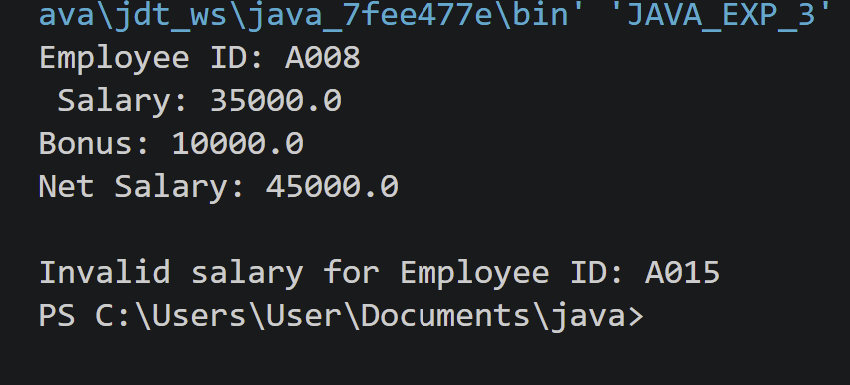 ava\jdt_ws\java_7fee477e\bin' 'JAVA_EXP_3'
Employee ID: A008
 Salary: 35000.0
Bonus: 10000.0
Net Salary: 45000.0

Invalid salary for Employee ID: A015
PS C:\Users\User\Documents\java>